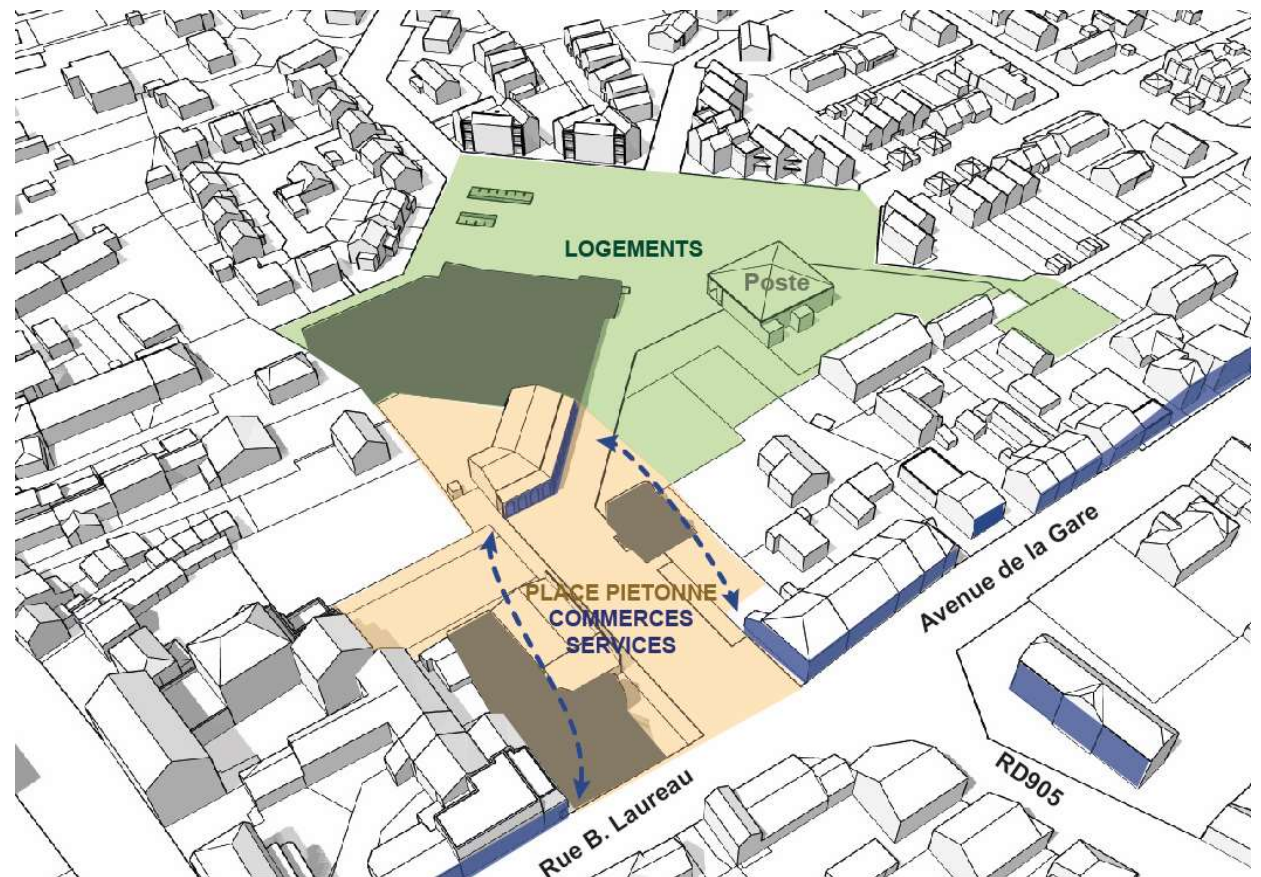 LOGEMENTS
Poste
PLACE PIETONNE
COMMERCES
SERVICES
Avenue de la Gare
RD905
Rue B. Laureau